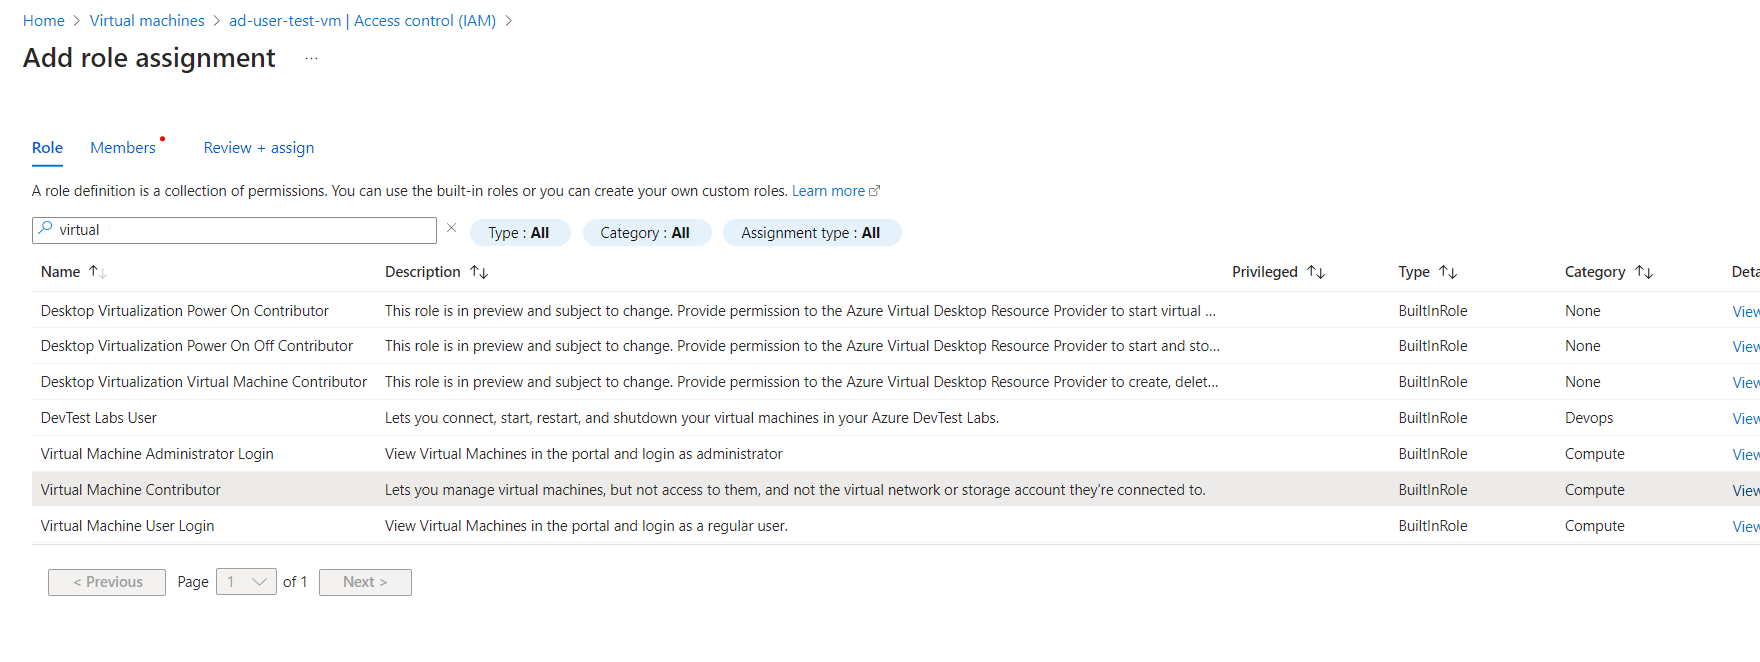 Home > Virtual machines > ad-user-test-vm | Access control (IAM) >
Add role assignment ...
Role Members Review + assign
A role definition is a collection of permissions. You can use the built-in roles or you can create your own custom roles. Learn more
virtual × Type : All Category : All Assignment type : All
Name ↑↓ Description ↑↓ Privileged ↑↓ Type ↑↓ Category ↑↓ Deta
Desktop Virtualization Power On Contributor This role is in preview and subject to change. Provide permission to the Azure Virtual Desktop Resource Provider to start virtual ... BuiltInRole None View
Desktop Virtualization Power On Off Contributor This role is in preview and subject to change. Provide permission to the Azure Virtual Desktop Resource Provider to start and sto... BuiltInRole None View
Desktop Virtualization Virtual Machine Contributor This role is in preview and subject to change. Provide permission to the Azure Virtual Desktop Resource Provider to create, delet... BuiltInRole None View
DevTest Labs User Lets you connect, start, restart, and shutdown your virtual machines in your Azure DevTest Labs. BuiltInRole Devops View
Virtual Machine Administrator Login View Virtual Machines in the portal and login as administrator BuiltInRole Compute View
Virtual Machine Contributor Lets you manage virtual machines, but not access to them, and not the virtual network or storage account they're connected to. BuiltInRole Compute View
Virtual Machine User Login View Virtual Machines in the portal and login as a regular user. BuiltInRole Compute View
< Previous Page 1 of 1 Next >